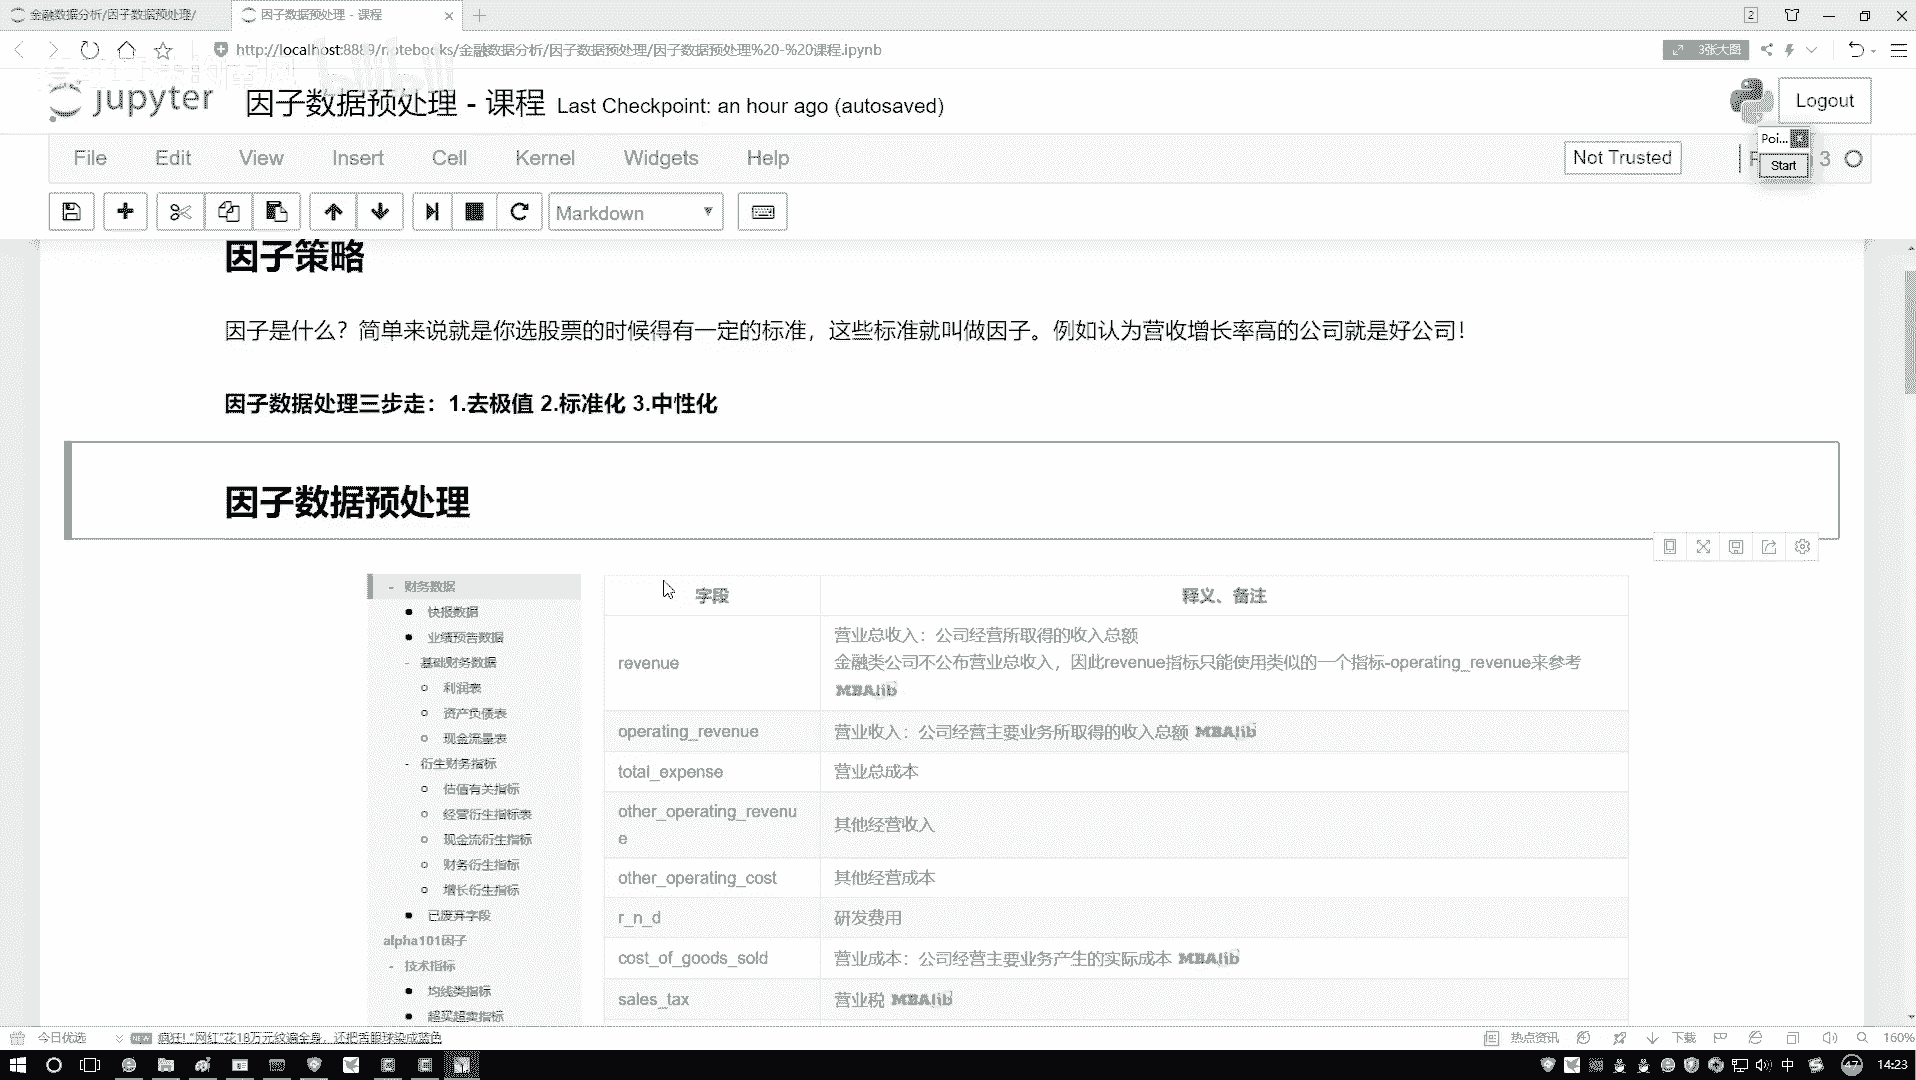 金融数据分析/因子数据预处理/
因子数据预处理 - 课程
2
http://localhost:8889/notebooks/金融数据分析/因子数据预处理/因子数据预处理%20-%20课程.ipynb
3张大图
bilibili
jupyter
因子数据预处理 - 课程
Last Checkpoint: an hour ago (autosaved)
Logout
File Edit View Insert Cell Kernel Widgets Help
Not Trusted
3
Poi...
Start
Markdown
因子策略
因子是什么？简单来说就是你选股票的时候得有一定的标准，这些标准就叫做因子。例如认为营收增长率高的公司就是好公司！
因子数据处理三步走：1.去极值 2.标准化 3.中性化
因子数据预处理
- 财务数据
快报数据
业绩预告数据
- 基础财务数据
利润表
资产负债表
现金流量表
- 衍生财务指标
估值有关指标
经营衍生指标表
现金流衍生指标
财务衍生指标
增长衍生指标
已废弃字段
alpha101因子
- 技术指标
均线类指标
超买超卖指标
字段 释义、备注
revenue
营业总收入：公司经营所取得的收入总额
金融类公司不公布营业总收入，因此revenue指标只能使用类似的一个指标-operating_revenue来参考
MBAlib
operating_revenue 营业收入：公司经营主要业务所取得的收入总额 MBAlib
total_expense 营业总成本
other_operating_revenu
e
其他经营收入
other_operating_cost 其他经营成本
r_n_d 研发费用
cost_of_goods_sold 营业成本：公司经营主要业务产生的实际成本 MBAlib
sales_tax 营业税 MBAlib
今日优选
NEW
疯狂! "网红"花18万元纹遍全身，还把舌眼球染成蓝色
热点资讯
下载
160%
中
47
14:23